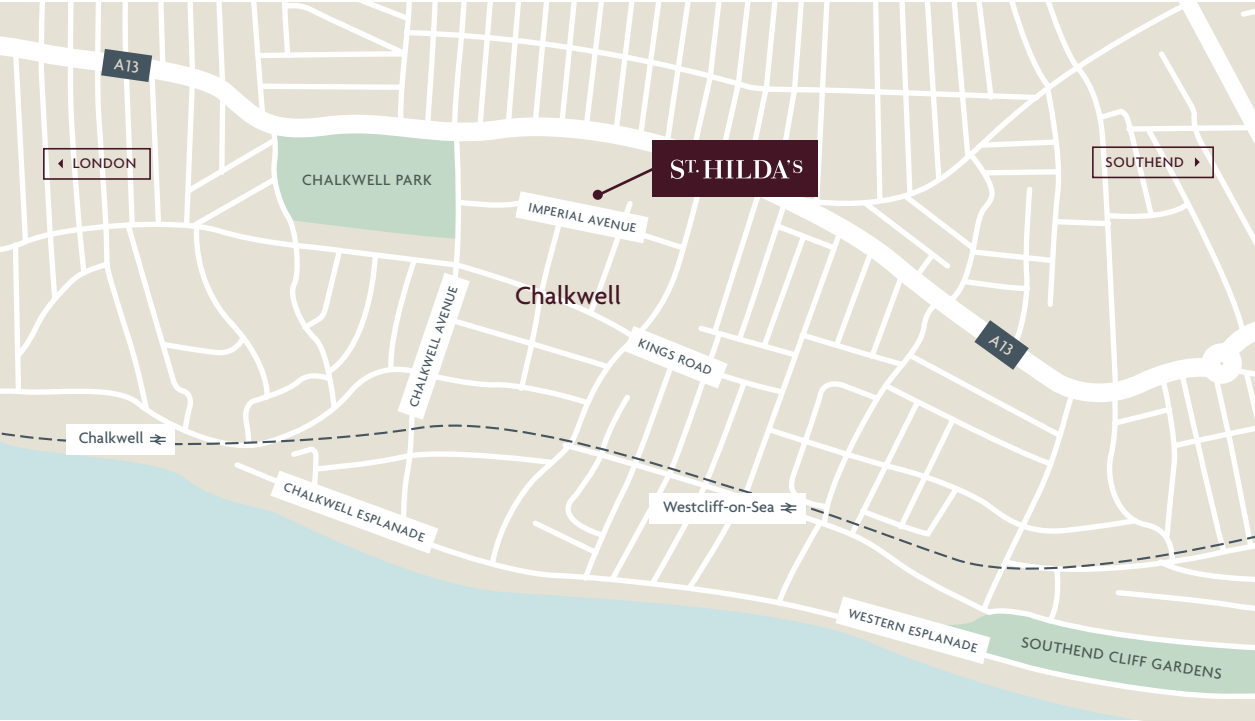 A13
LONDON
CHALKWELL PARK
ST. HILDA'S
SOUTHEND
IMPERIAL AVENUE
Chalkwell
CHALKWELL AVENUE
KINGS ROAD
A13
Chalkwell
CHALKWELL ESPLANADE
Westcliff-on-Sea
WESTERN ESPLANADE
SOUTHEND CLIFF GARDENS